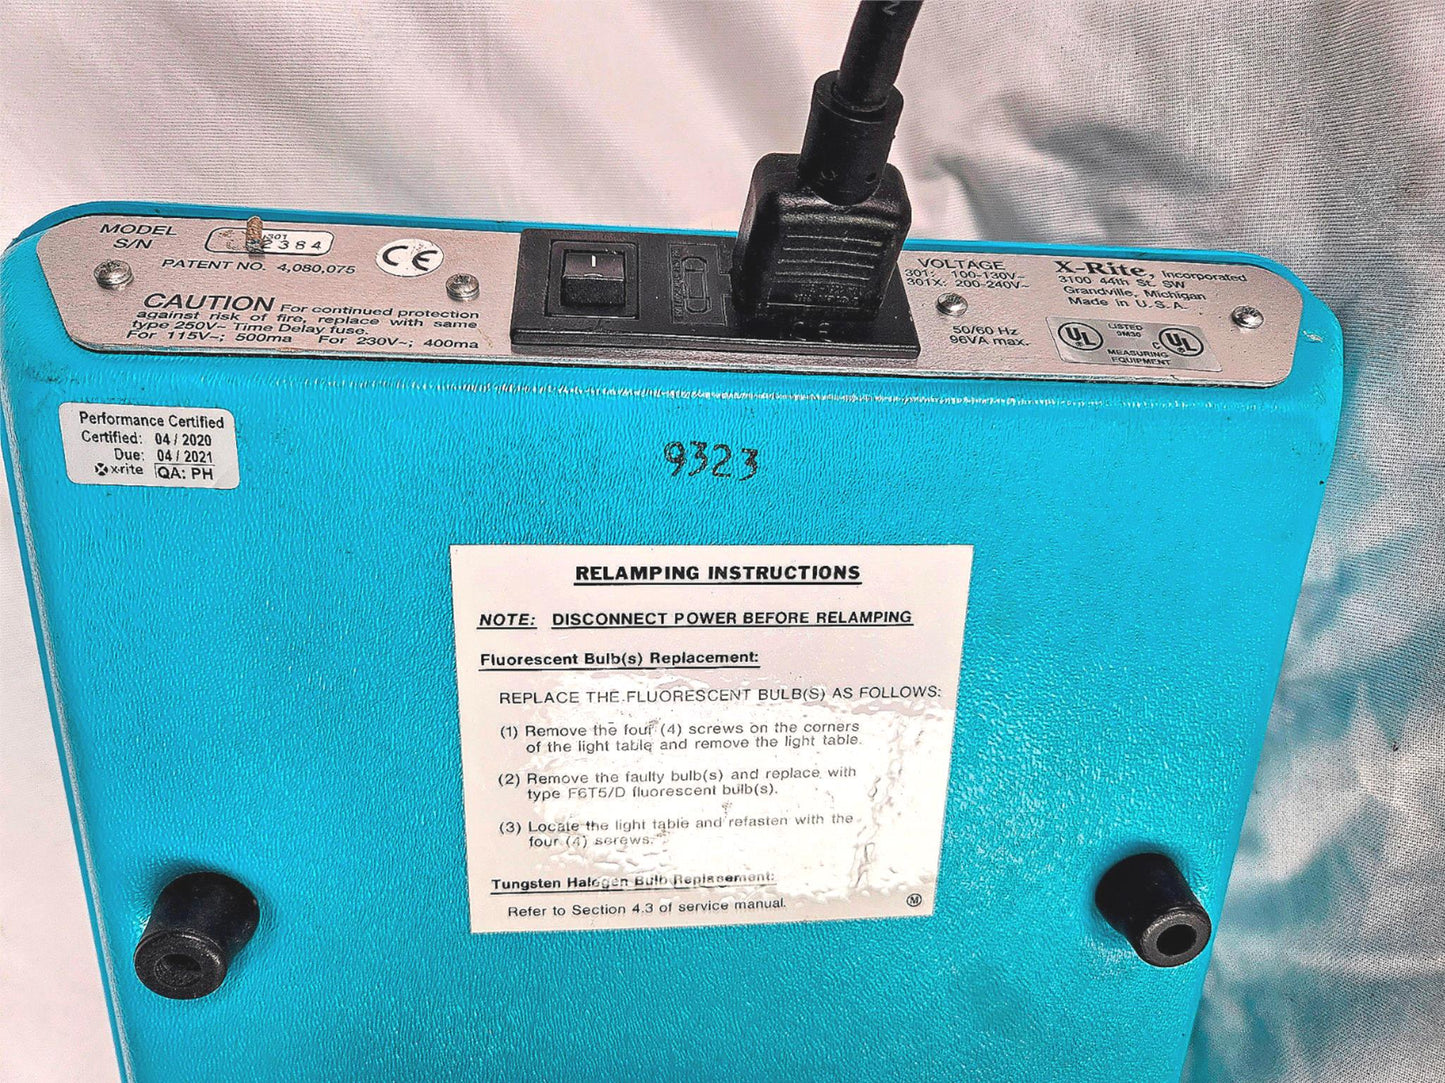 MODEL 301
S/N 2384
PATENT NO. 4,080,075
CE
CAUTION For continued protection
against risk of fire, replace with same
type 250V~ Time Delay fuse.
For 115V~; 500ma For 230V~; 400ma
VOLTAGE
301: 100-130V~
301X: 200-240V~
50/60 Hz
96VA max.
X-Rite, Incorporated
3100 44th St. SW
Grandville, Michigan
Made in U.S.A.
UL
LISTED
3M30
C UL
MEASURING
EQUIPMENT
Performance Certified
Certified: 04 / 2020
Due: 04 / 2021
x-rite QA: PH
9323
RELAMPING INSTRUCTIONS
NOTE: DISCONNECT POWER BEFORE RELAMPING
Fluorescent Bulb(s) Replacement:
REPLACE THE FLUORESCENT BULB(S) AS FOLLOWS:
(1) Remove the four (4) screws on the corners
of the light table and remove the light table.
(2) Remove the faulty bulb(s) and replace with
type F6T5/D fluorescent bulb(s).
(3) Locate the light table and refasten with the
four (4) screws.
Tungsten Halogen Bulb Replacement:
Refer to Section 4.3 of service manual.
M